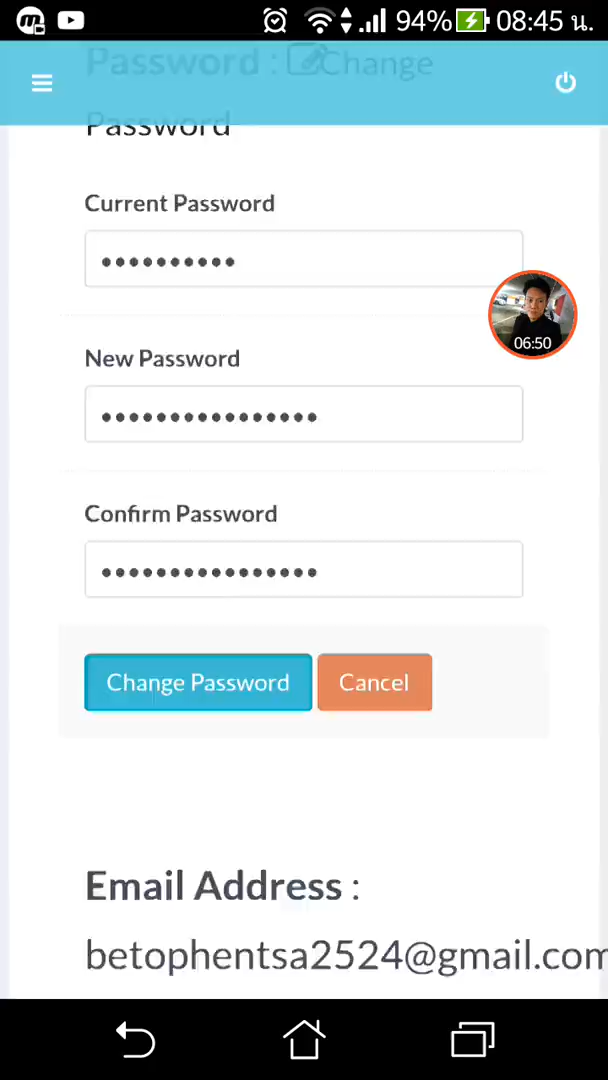 94% 08:45 น.
Password : Change
Password
Current Password
06:50
New Password
Confirm Password
Change Password Cancel
Email Address :
betophentsa2524@gmail.com